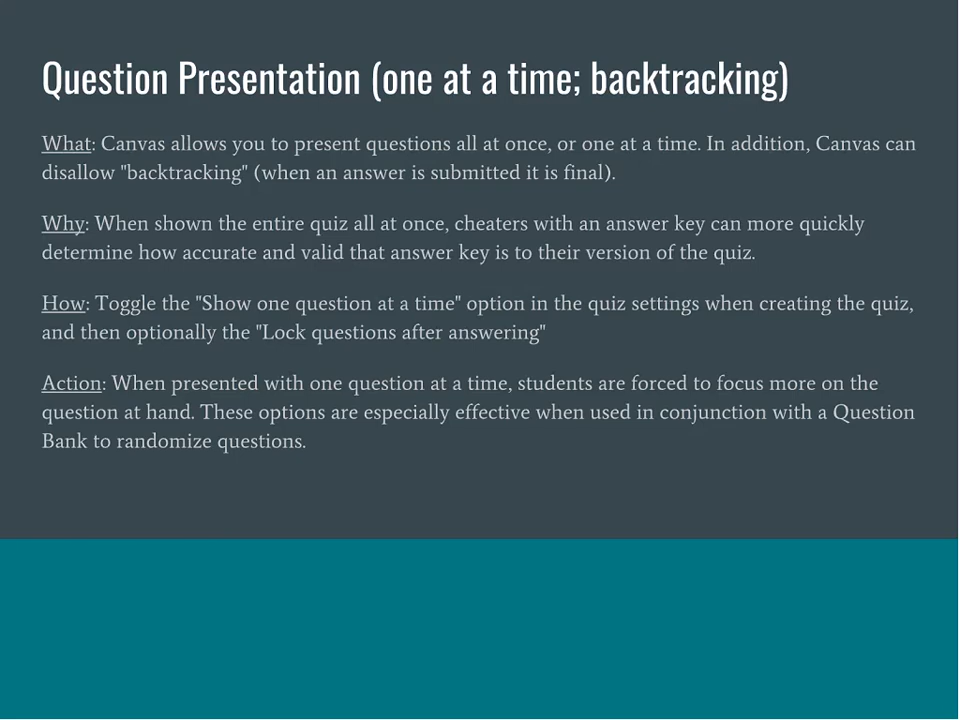 Question Presentation (one at a time; backtracking)
What: Canvas allows you to present questions all at once, or one at a time. In addition, Canvas can
disallow "backtracking" (when an answer is submitted it is final).
Why: When shown the entire quiz all at once, cheaters with an answer key can more quickly
determine how accurate and valid that answer key is to their version of the quiz.
How: Toggle the "Show one question at a time" option in the quiz settings when creating the quiz,
and then optionally the "Lock questions after answering"
Action: When presented with one question at a time, students are forced to focus more on the
question at hand. These options are especially effective when used in conjunction with a Question
Bank to randomize questions.